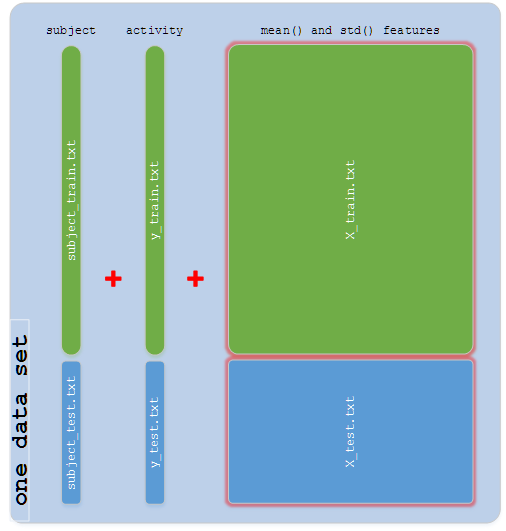 subject
activity
mean() and std() features
subject_train.txt
y_train.txt
X_train.txt
+
+
subject_test.txt
y_test.txt
X_test.txt
one data set